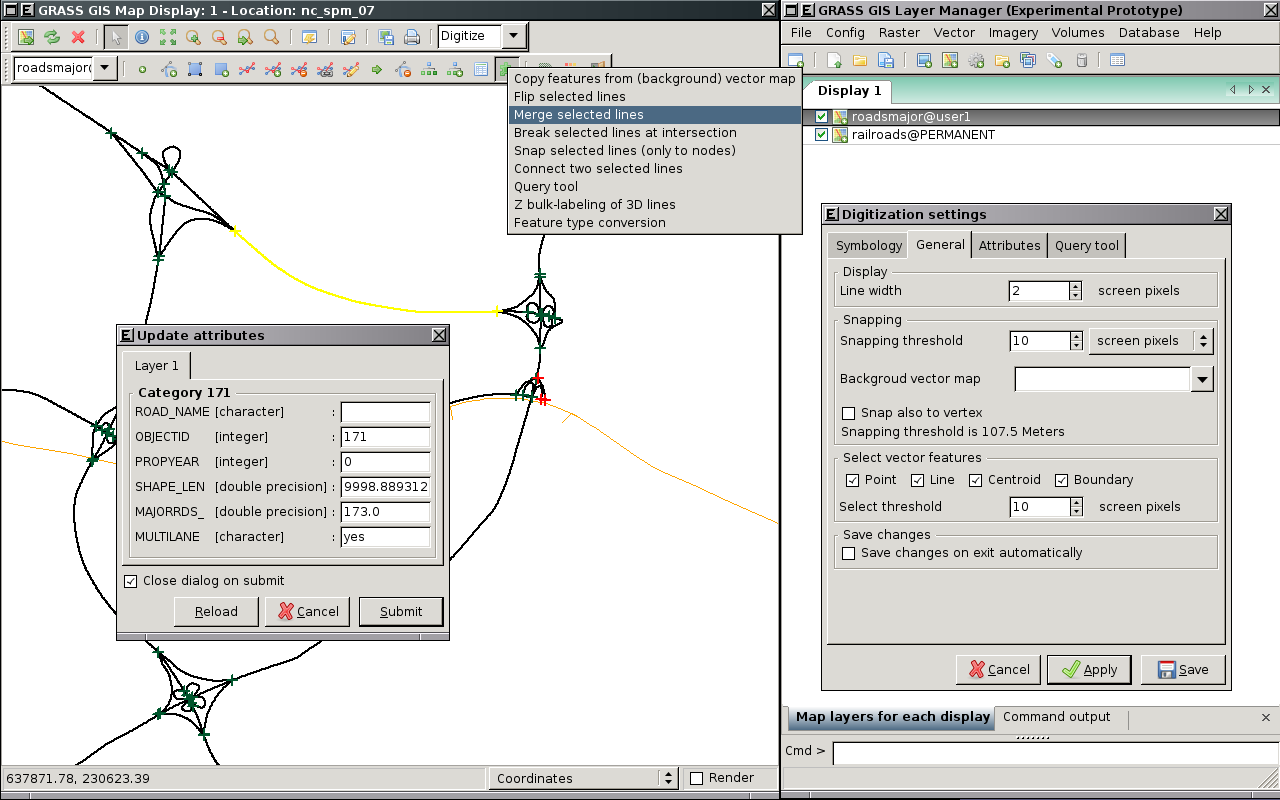 GRASS GIS Map Display: 1 - Location: nc_spm_07
Digitize
roadsmajor(
Copy features from (background) vector map
Flip selected lines
Merge selected lines
Break selected lines at intersection
Snap selected lines (only to nodes)
Connect two selected lines
Query tool
Z bulk-labeling of 3D lines
Feature type conversion
Update attributes
Layer 1
Category 171
ROAD_NAME [character] :
OBJECTID [integer] : 171
PROPYEAR [integer] : 0
SHAPE_LEN [double precision] : 9998.889312
MAJORRDS_ [double precision] : 173.0
MULTILANE [character] : yes
Close dialog on submit
Reload Cancel Submit
637871.78, 230623.39 Coordinates Render
GRASS GIS Layer Manager (Experimental Prototype)
File Config Raster Vector Imagery Volumes Database Help
Display 1
roadsmajor@user1
railroads@PERMANENT
Digitization settings
Symbology General Attributes Query tool
Display
Line width 2 screen pixels
Snapping
Snapping threshold 10 screen pixels
Backgroud vector map
Snap also to vertex
Snapping threshold is 107.5 Meters
Select vector features
Point Line Centroid Boundary
Select threshold 10 screen pixels
Save changes
Save changes on exit automatically
Cancel Apply Save
Map layers for each display Command output
Cmd >